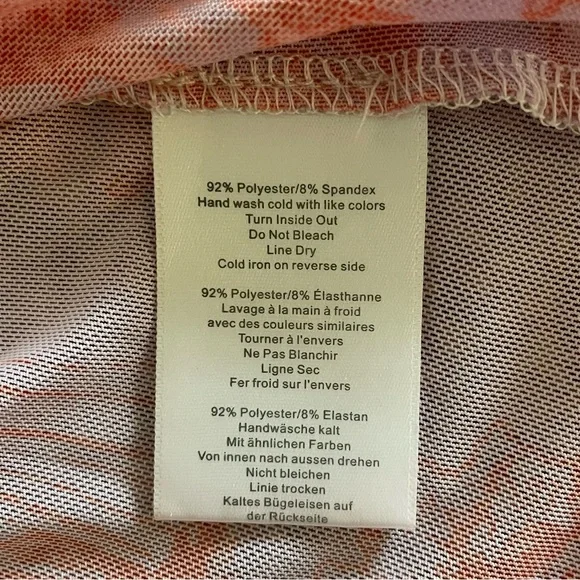 92% Polyester/8% Spandex
Hand wash cold with like colors
Turn Inside Out
Do Not Bleach
Line Dry
Cold iron on reverse side
92% Polyester/8% Élasthanne
Lavage à la main à froid
avec des couleurs similaires
Tourner à l'envers
Ne Pas Blanchir
Ligne Sec
Fer froid sur l'envers
92% Polyester/8% Elastan
Handwäsche kalt
Mit ähnlichen Farben
Von innen nach aussen drehen
Nicht bleichen
Linie trocken
Kaltes Bügeleisen auf
der Rückseite